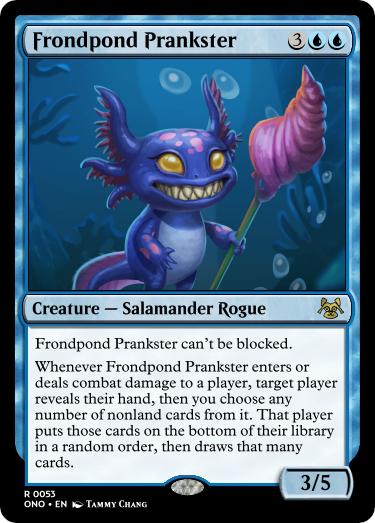 Frondpond Prankster 3
Creature — Salamander Rogue
Frondpond Prankster can't be blocked.
Whenever Frondpond Prankster enters or
deals combat damage to a player, target player
reveals their hand, then you choose any
number of nonland cards from it. That player
puts those cards on the bottom of their library
in a random order, then draws that many
cards.
3/5
R 0053
ONO • EN Tammy Chang